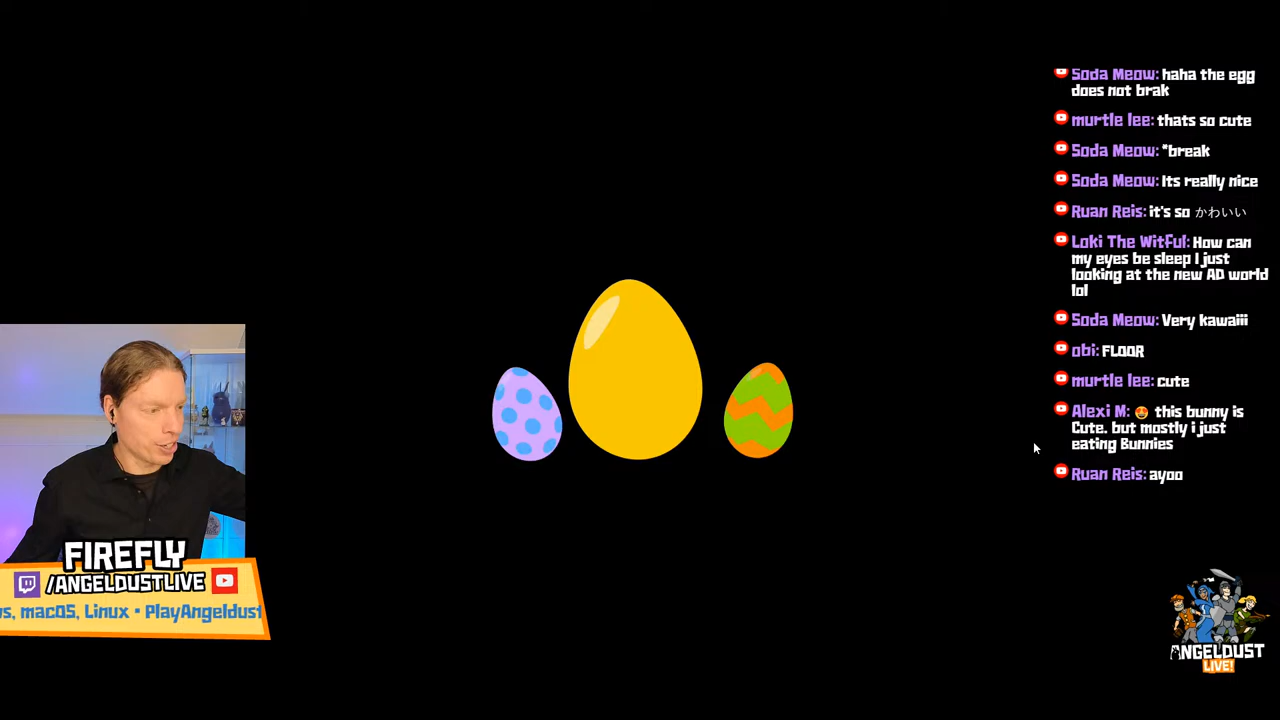 Soda Meow: haha the egg
does not brak
murtle lee: thats so cute
Soda Meow: *break
Soda Meow: Its really nice
Ruan Reis: it's so かわいい
Loki The Witful: How can
my eyes be sleep I just
looking at the new AD world
lol
Soda Meow: Very kawaiii
obi: FLOOR
murtle lee: cute
Alexi M: 😍 this bunny is
Cute. but mostly i just
eating Bunnies
Ruan Reis: ayoo
FIREFLY
/ANGELDUSTLIVE
s, macOS, Linux • PlayAngeldust
ANGELDUST
LIVE!